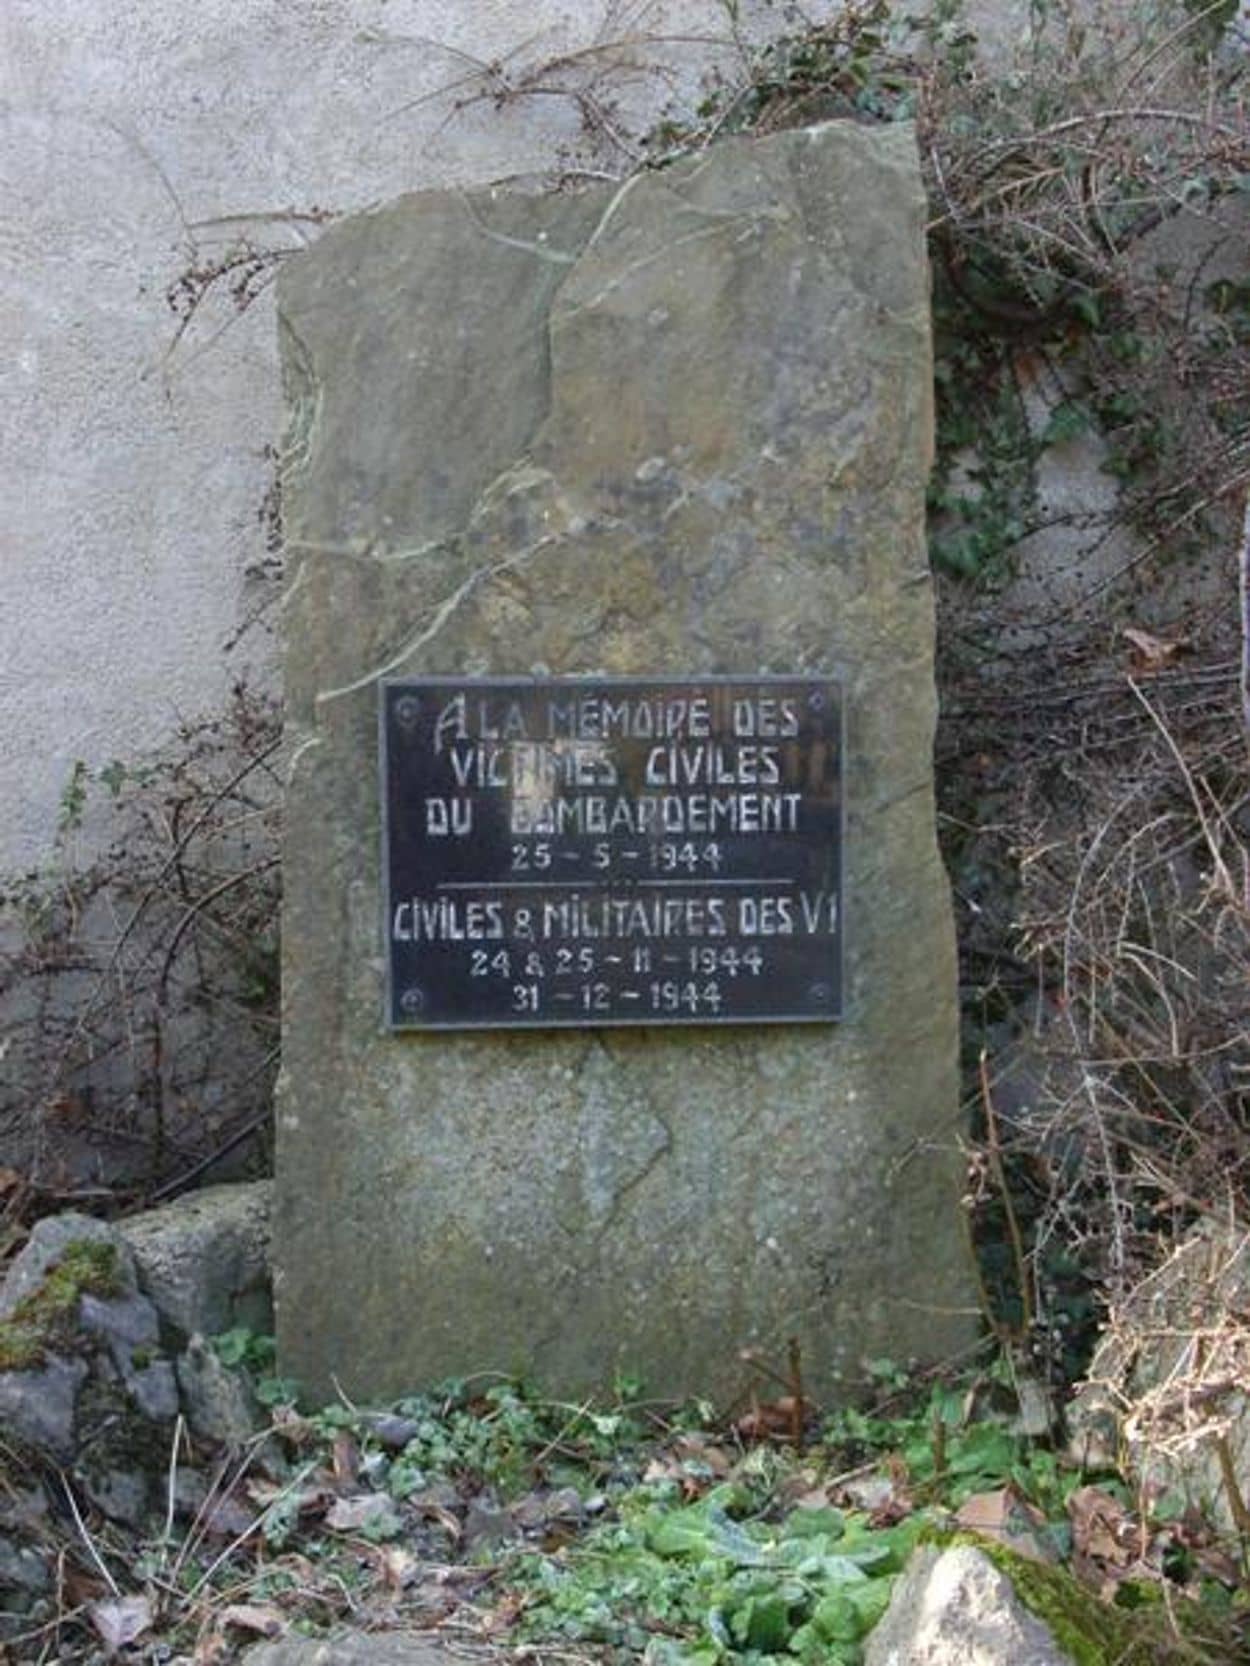 A LA MÉMOIRE DES
VICTIMES CIVILES
DU BOMBARDEMENT
25 - 5 - 1944
CIVILES & MILITAIRES DES V1
24 & 25 - 11 - 1944
31 - 12 - 1944